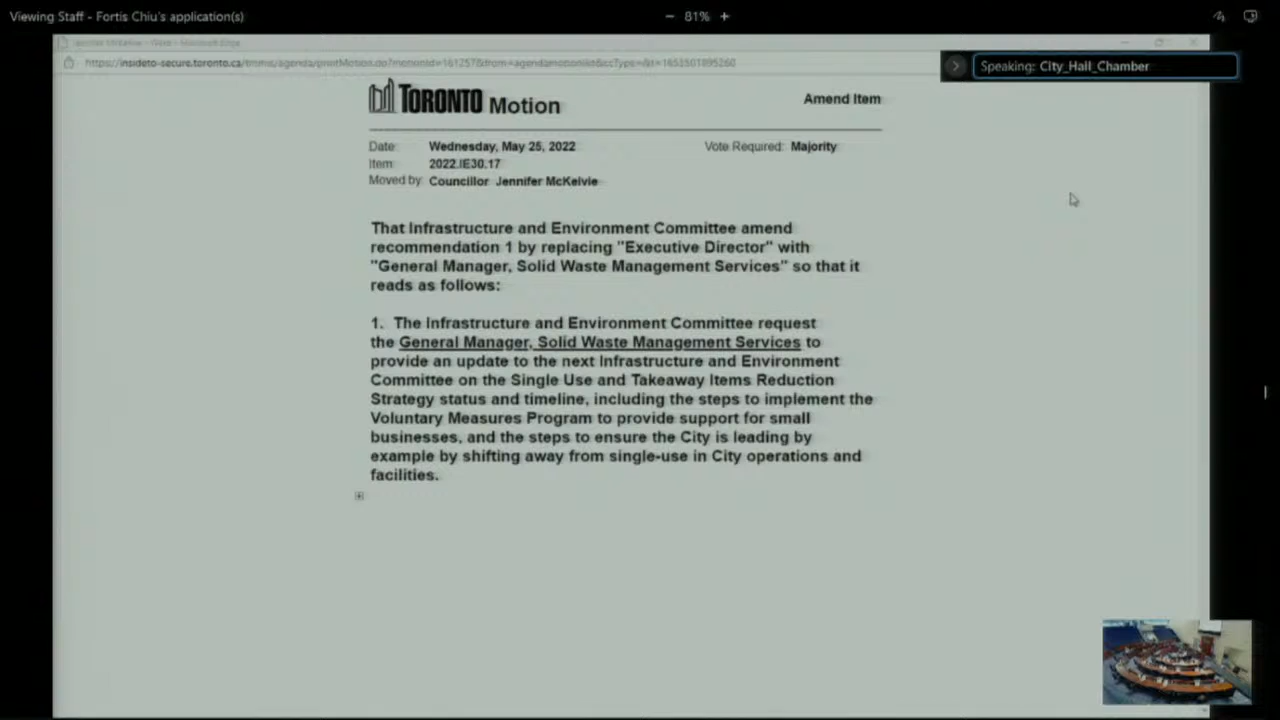 Viewing Staff - Fortis Chiu's application(s)
− 81% +
Speaking: CIty_Hall_Chamber
TORONTO Motion
Amend Item
Date: Wednesday, May 25, 2022
Vote Required: Majority
Item: 2022.IE30.17
Moved by: Councillor Jennifer McKelvie
That Infrastructure and Environment Committee amend
recommendation 1 by replacing "Executive Director" with
"General Manager, Solid Waste Management Services" so that it
reads as follows:
1. The Infrastructure and Environment Committee request
the General Manager, Solid Waste Management Services to
provide an update to the next Infrastructure and Environment
Committee on the Single Use and Takeaway Items Reduction
Strategy status and timeline, including the steps to implement the
Voluntary Measures Program to provide support for small
businesses, and the steps to ensure the City is leading by
example by shifting away from single-use in City operations and
facilities.